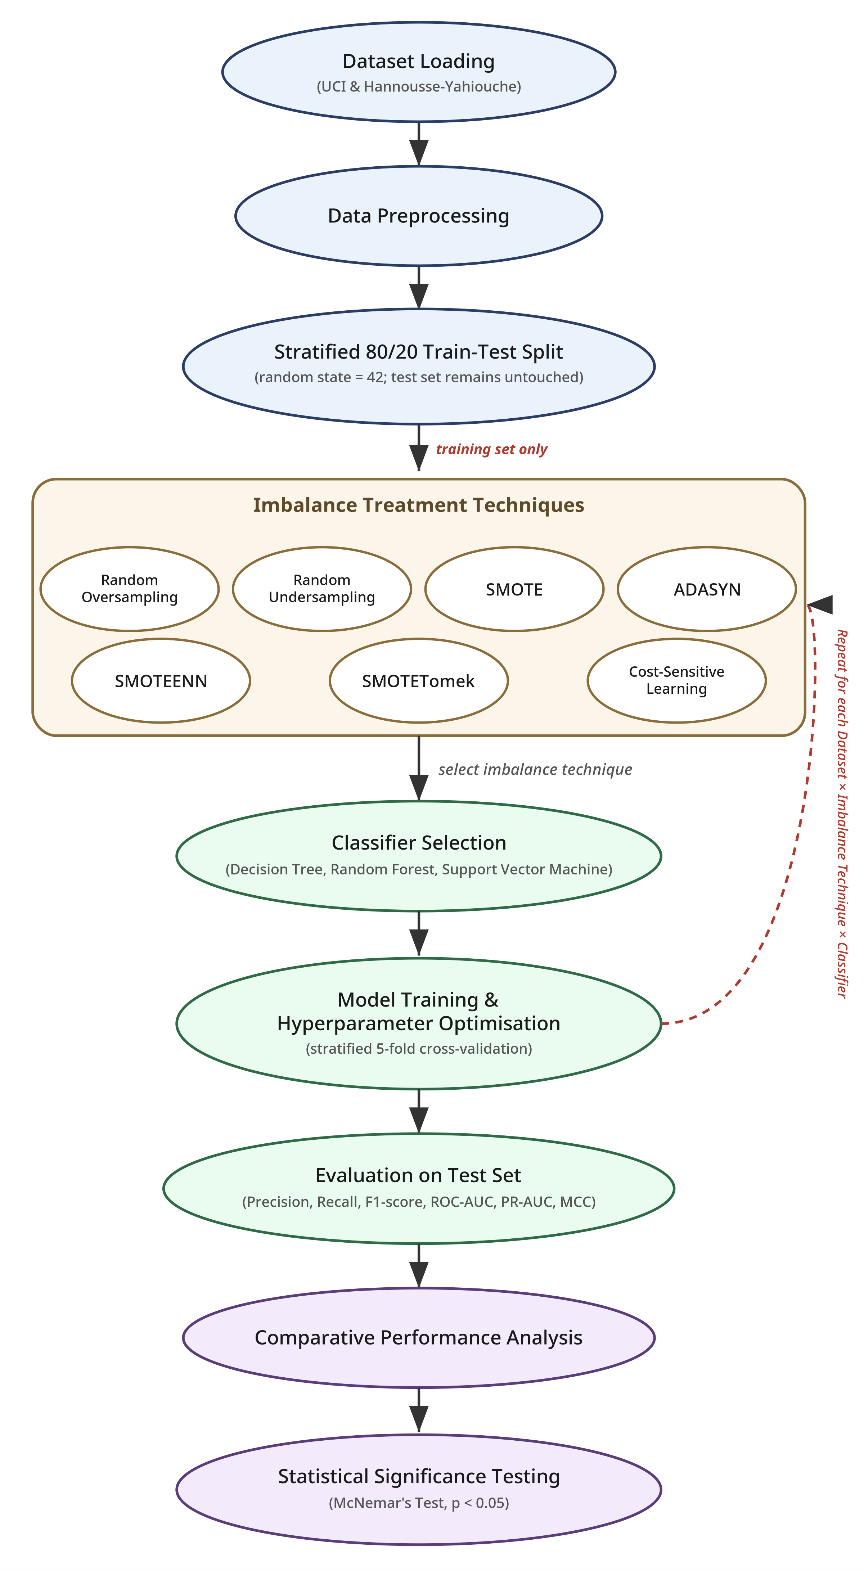 Dataset Loading
(UCI & Hannousse-Yahiouche)
Data Preprocessing
Stratified 80/20 Train-Test Split
(random state = 42; test set remains untouched)
training set only
Imbalance Treatment Techniques
Random
Oversampling
Random
Undersampling
SMOTE
ADASYN
SMOTEENN
SMOTETomek
Cost-Sensitive
Learning
Repeat for each Dataset × Imbalance Technique × Classifier
select imbalance technique
Classifier Selection
(Decision Tree, Random Forest, Support Vector Machine)
Model Training &
Hyperparameter Optimisation
(stratified 5-fold cross-validation)
Evaluation on Test Set
(Precision, Recall, F1-score, ROC-AUC, PR-AUC, MCC)
Comparative Performance Analysis
Statistical Significance Testing
(McNemar's Test, p < 0.05)